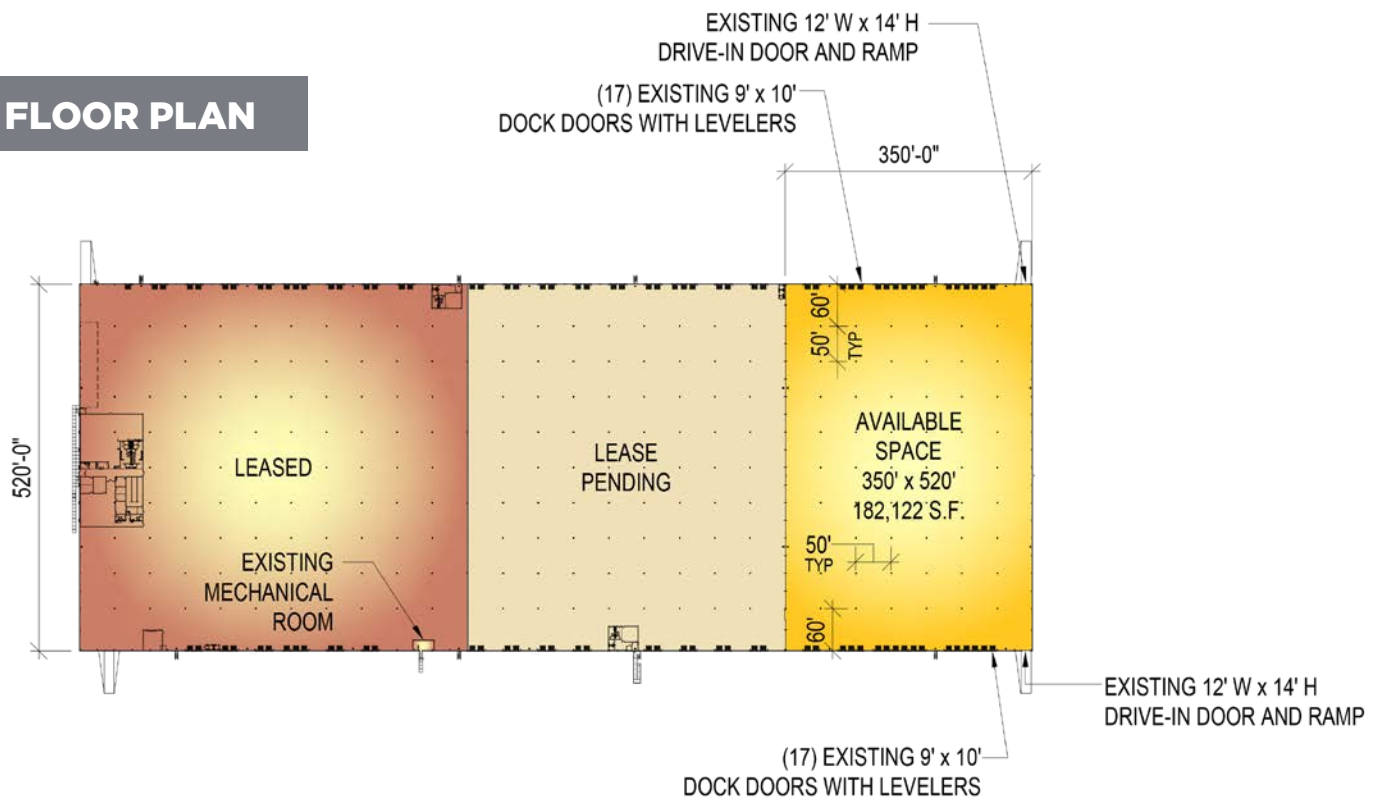 EXISTING 12' W x 14' H
DRIVE-IN DOOR AND RAMP
FLOOR PLAN
(17) EXISTING 9' x 10'
DOCK DOORS WITH LEVELERS
350'-0"
60'
50'
TYP
520'-0"
LEASED
LEASE
PENDING
AVAILABLE
SPACE
350' x 520'
182,122 S.F.
50'
TYP
EXISTING
MECHANICAL
ROOM
60'
EXISTING 12' W x 14' H
DRIVE-IN DOOR AND RAMP
(17) EXISTING 9' x 10'
DOCK DOORS WITH LEVELERS